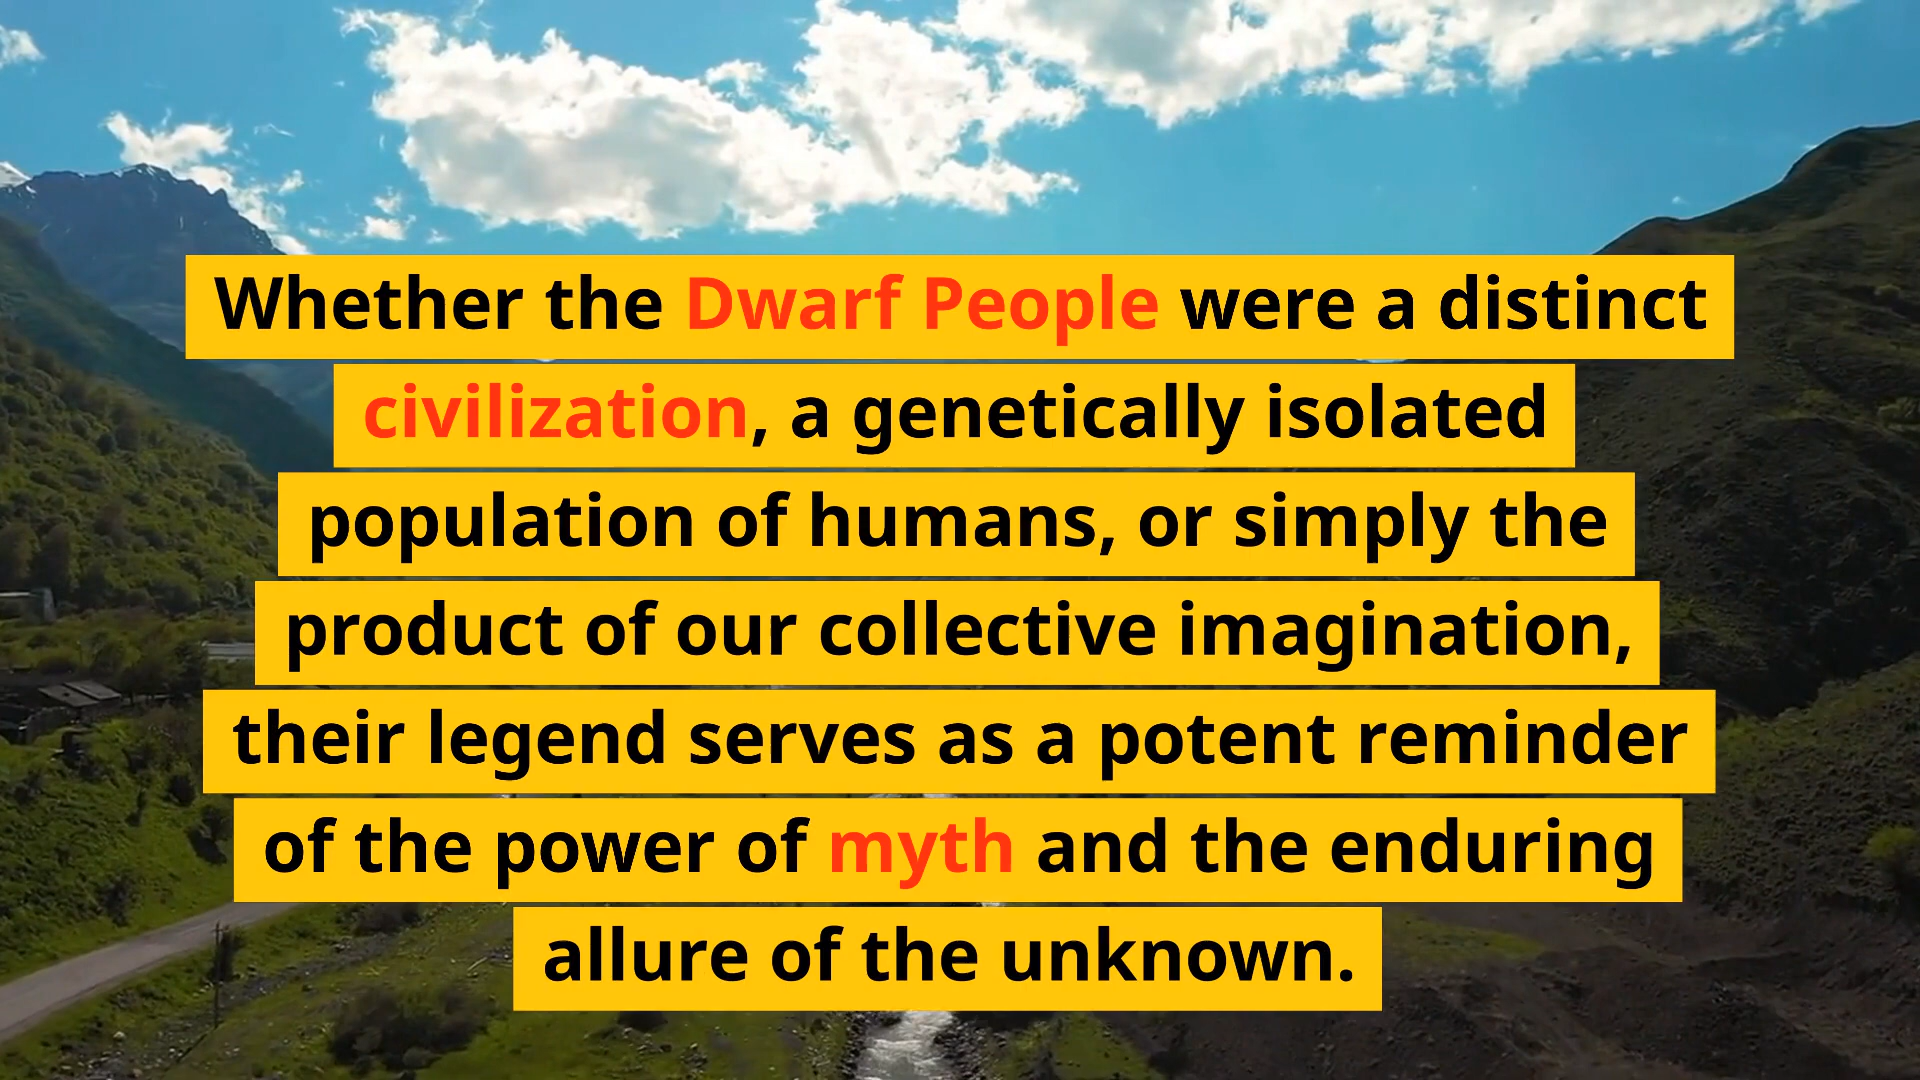 Whether the Dwarf People were a distinct
civilization, a genetically isolated
population of humans, or simply the
product of our collective imagination,
their legend serves as a potent reminder
of the power of myth and the enduring
allure of the unknown.